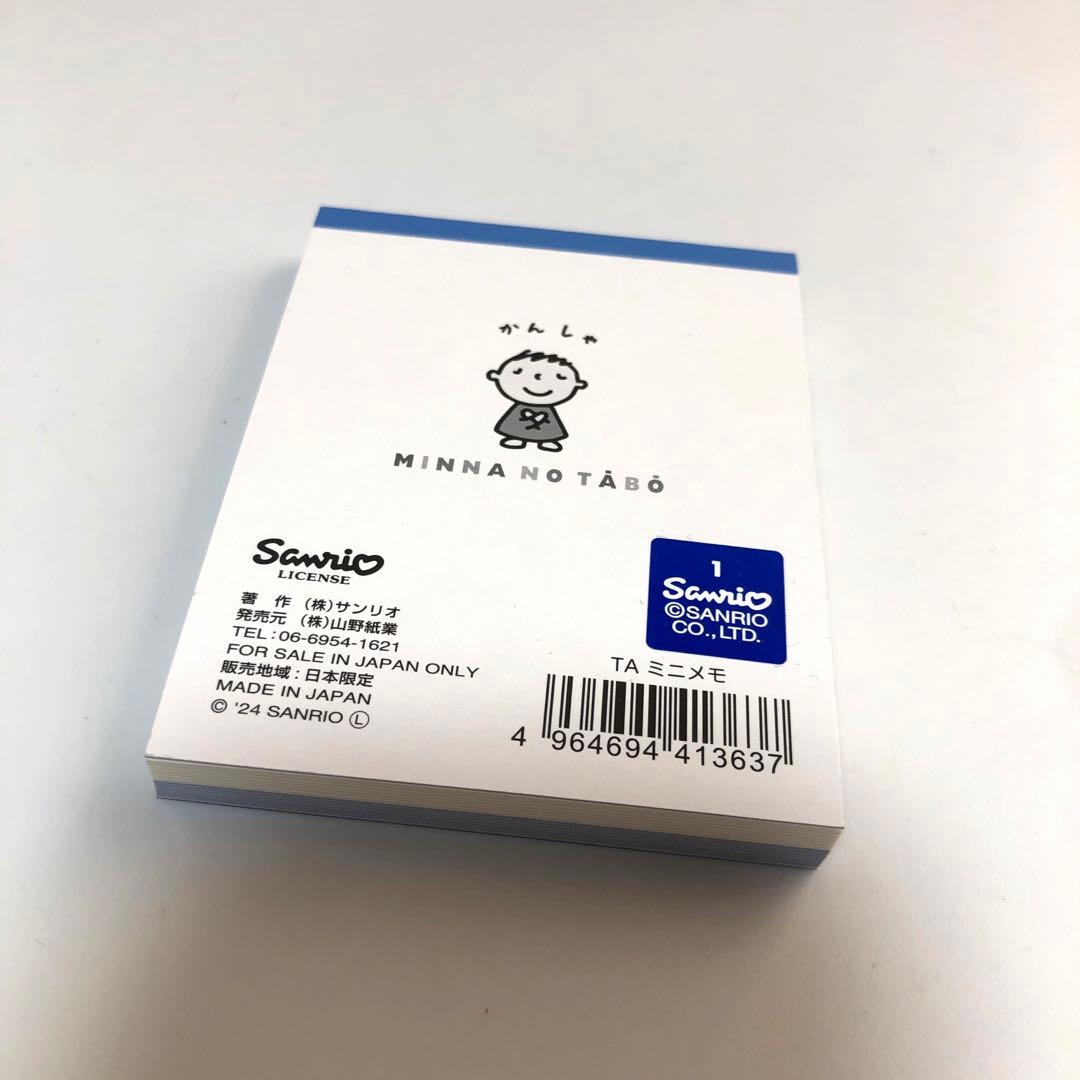 かんしゃ
MINNA NO TĀBŌ
Sanrio
LICENSE
著　作　(株)サンリオ
発売元　(株)山野紙業
TEL:06-6954-1621
FOR SALE IN JAPAN ONLY
販売地域:日本限定
MADE IN JAPAN
© '24 SANRIO Ⓛ
1
Sanrio
©SANRIO
CO.,LTD.
TA ミニメモ
4 964694 413637